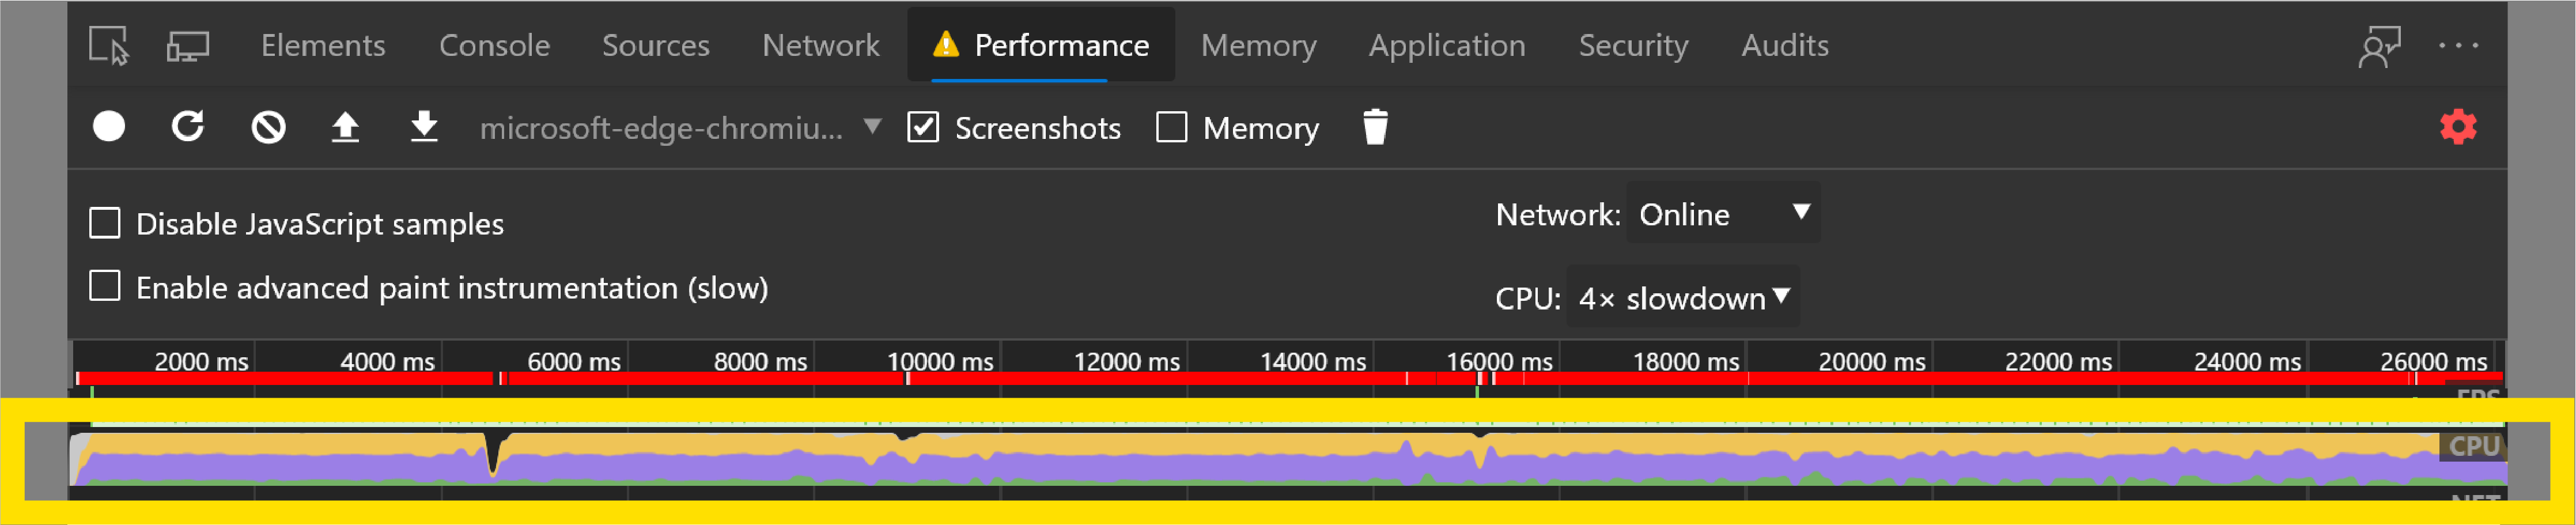 Elements Console Sources Network Performance Memory Application Security Audits
microsoft-edge-chromiu... Screenshots Memory
Disable JavaScript samples
Network: Online
Enable advanced paint instrumentation (slow)
CPU: 4× slowdown
2000 ms 4000 ms 6000 ms 8000 ms 10000 ms 12000 ms 14000 ms 16000 ms 18000 ms 20000 ms 22000 ms 24000 ms 26000 ms
FPS
CPU
NET